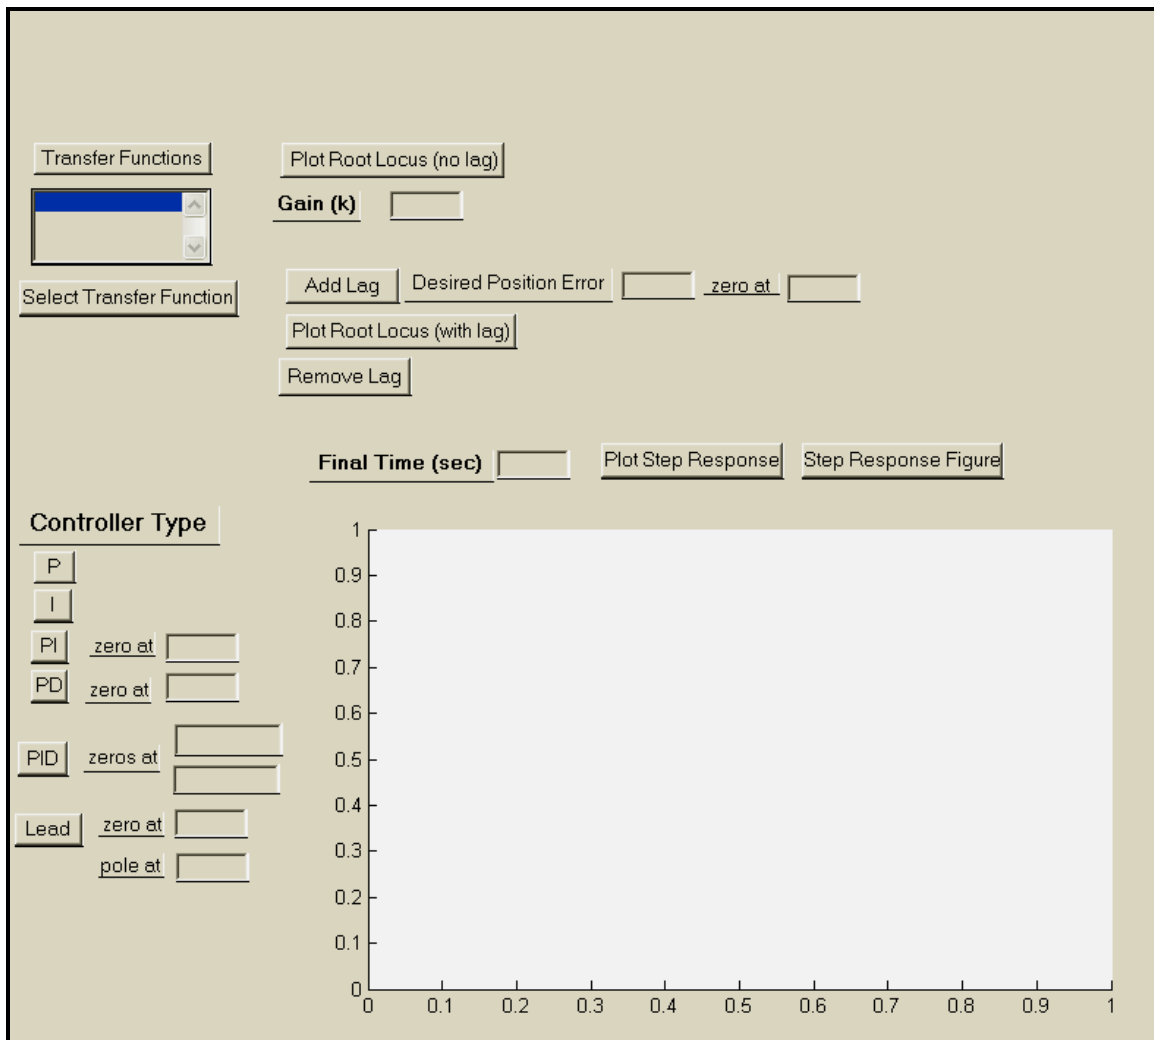 Transfer Functions
Plot Root Locus (no lag)
Gain (k)
Select Transfer Function
Add Lag
Desired Position Error
zero at
Plot Root Locus (with lag)
Remove Lag
Final Time (sec)
Plot Step Response
Step Response Figure
Controller Type
P
I
PI
zero at
PD
zero at
PID
zeros at
Lead
zero at
pole at
1
0.9
0.8
0.7
0.6
0.5
0.4
0.3
0.2
0.1
0
0 0.1 0.2 0.3 0.4 0.5 0.6 0.7 0.8 0.9 1